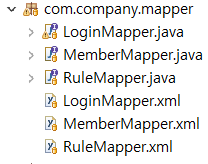 com.company.mapper
LoginMapper.java
MemberMapper.java
RuleMapper.java
LoginMapper.xml
MemberMapper.xml
RuleMapper.xml